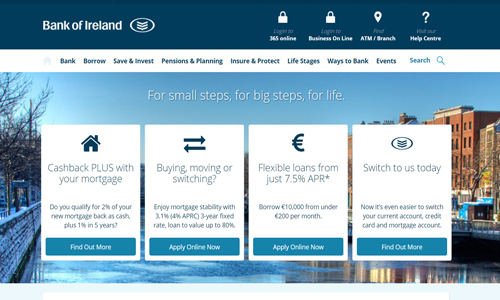 Bank of Ireland
Login to
365 online
Login to
Business On Line
Find
ATM / Branch
Visit our
Help Centre
Bank Borrow Save & Invest Pensions & Planning Insure & Protect Life Stages Ways to Bank Events Search
For small steps, for big steps, for life.
Cashback PLUS with
your mortgage
Do you qualify for 2% of your
new mortgage back as cash,
plus 1% in 5 years?
Find Out More
Buying, moving or
switching?
Enjoy mortgage stability with
3.1% (4% APRC) 3-year fixed
rate, loan to value up to 80%.
Apply Online Now
€
Flexible loans from
just 7.5% APR*
Borrow €10,000 from under
€200 per month.
Apply Online Now
Switch to us today
Now it's even easier to switch
your current account, credit
card and mortgage account.
Find Out More